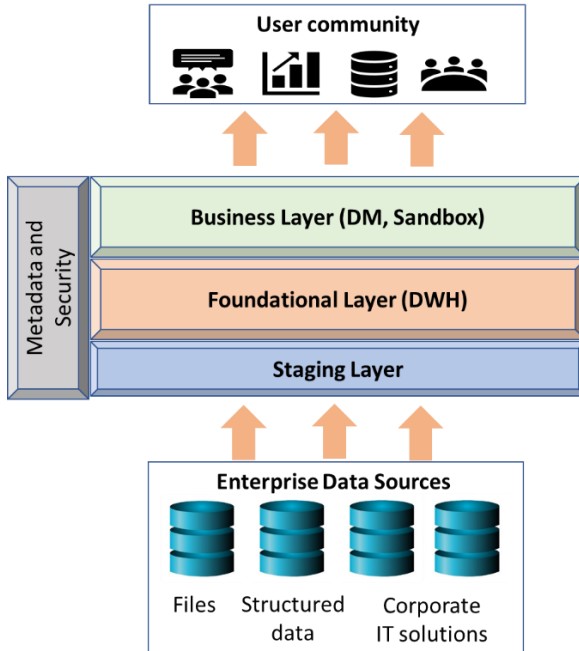 User community
Metadata and
Security
Business Layer (DM, Sandbox)
Foundational Layer (DWH)
Staging Layer
Enterprise Data Sources
Files
Structured
data
Corporate
IT solutions